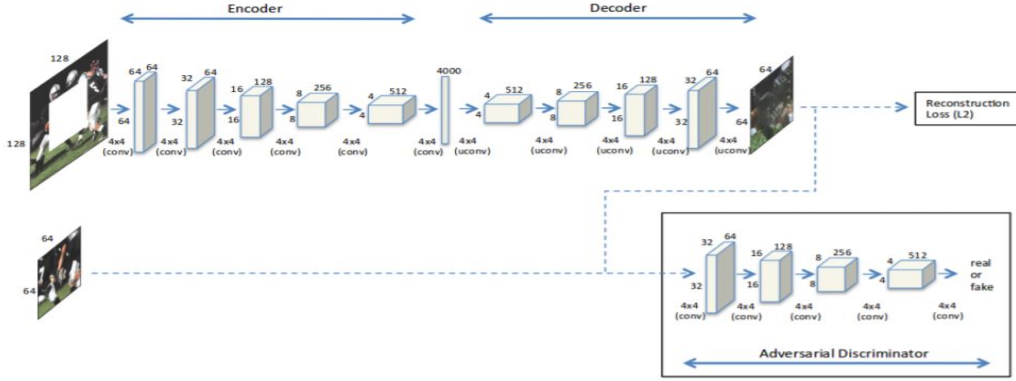 Encoder
Decoder
128
128
64 64
64
4x4
(conv)
32 64
32
4x4
(conv)
16 128
16
4x4
(conv)
8 256
8
4x4
(conv)
4 512
4
4x4
(conv)
4000
4x4
(conv)
4 512
4
4x4
(uconv)
8 256
8
4x4
(uconv)
16 128
16
4x4
(uconv)
32 64
32
4x4
(uconv)
64
64
4x4
(uconv)
Reconstruction
Loss (L2)
64
64
32 64
32
4x4
(conv)
16 128
16
4x4
(conv)
8 256
8
4x4
(conv)
4 512
4
4x4
(conv)
4x4
(conv)
real
or
fake
Adversarial Discriminator